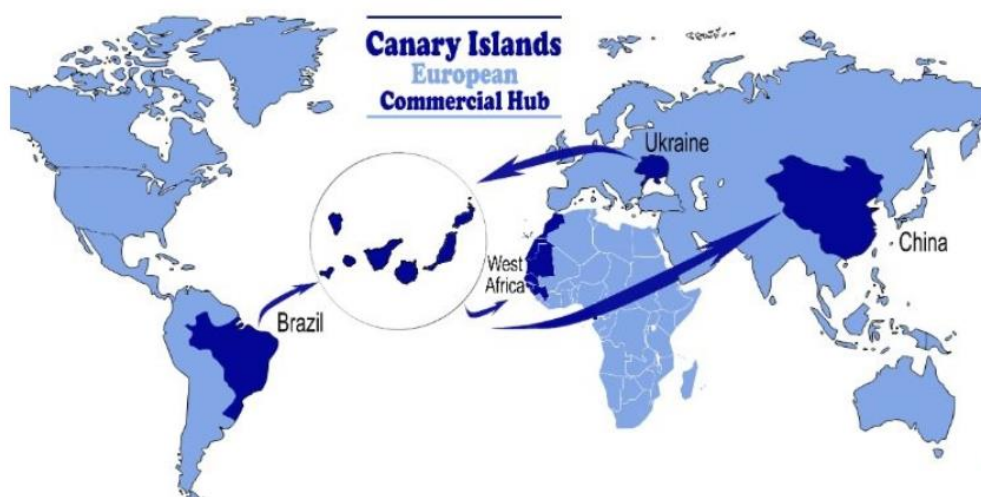 Canary Islands
European
Commercial Hub
Ukraine
China
West
Africa
Brazil